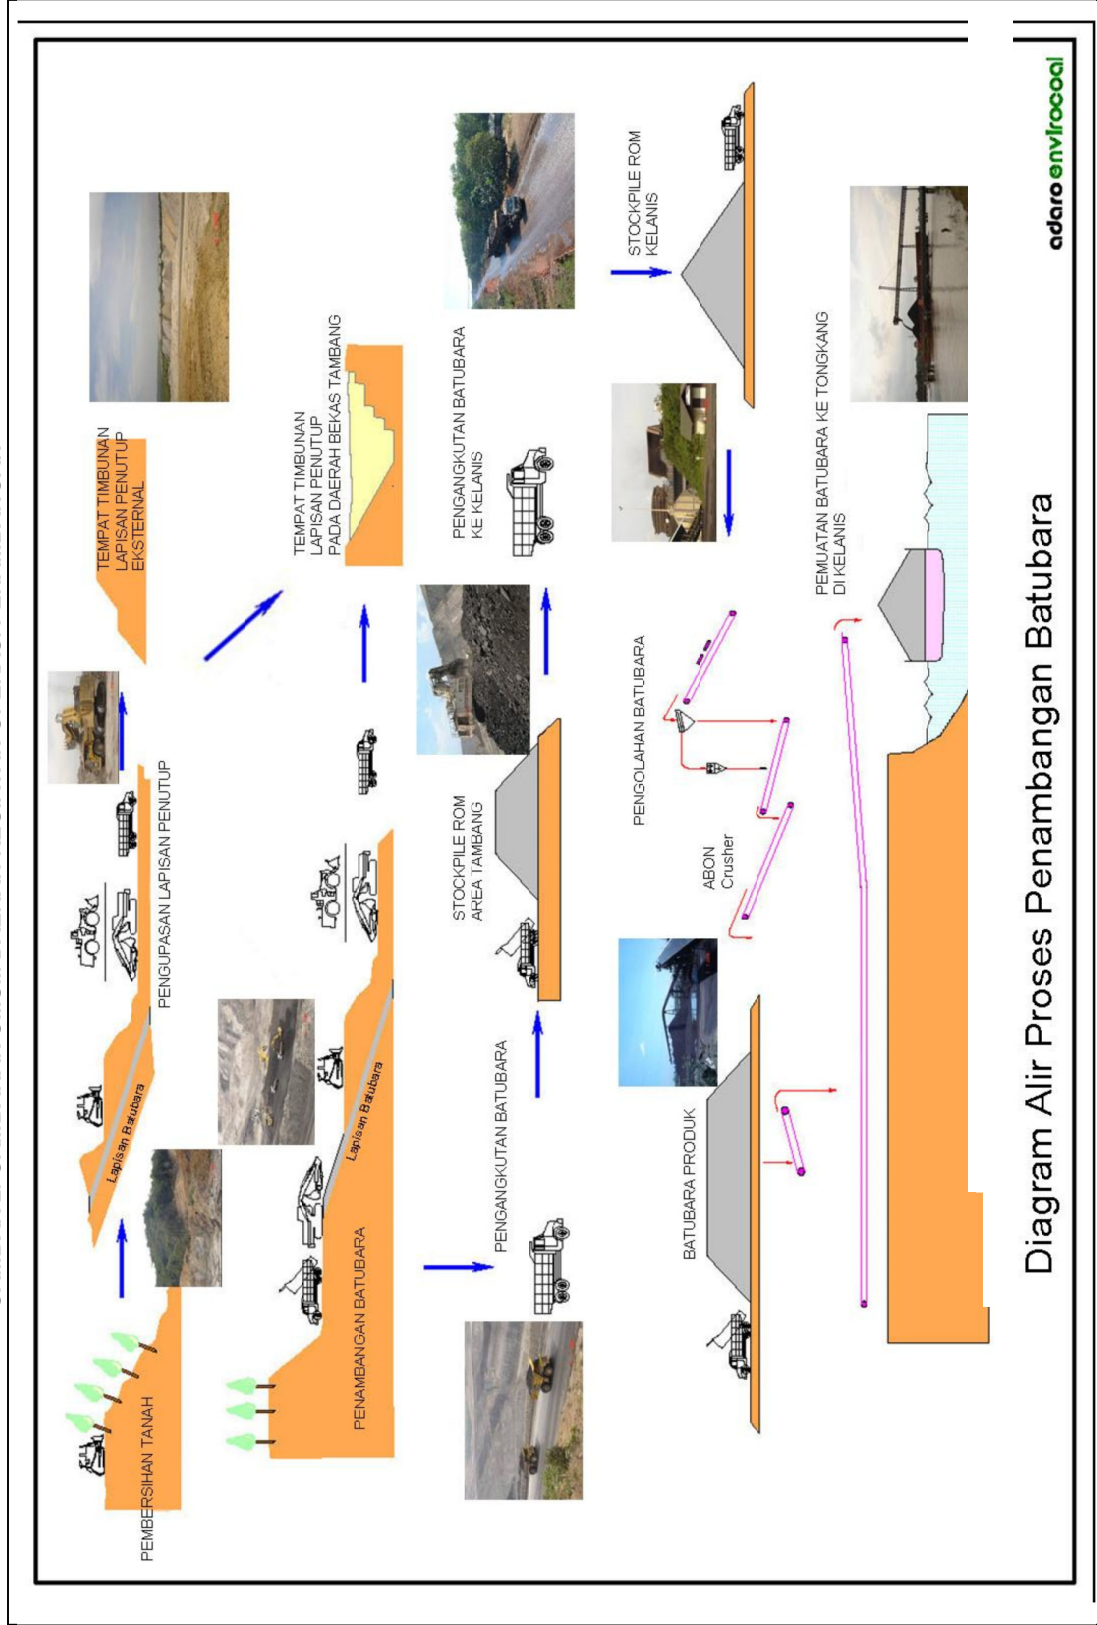 PEMBERSIHAN TANAH
Lapisan Batubara
PENGUPASAN LAPISAN PENUTUP
TEMPAT TIMBUNAN
LAPISAN PENUTUP
EKSTERNAL
PENAMBANGAN BATUBARA
Lapisan Batubara
TEMPAT TIMBUNAN
LAPISAN PENUTUP
PADA DAERAH BEKAS TAMBANG
PENGANGKUTAN BATUBARA
STOCKPILE ROM
AREA TAMBANG
PENGANGKUTAN BATUBARA
KE KELANIS
STOCKPILE ROM
KELANIS
PENGOLAHAN BATUBARA
ABON
Crusher
BATUBARA PRODUK
PEMUATAN BATUBARA KE TONGKANG
DI KELANIS
Diagram Alir Proses Penambangan Batubara
adaro envirocoal